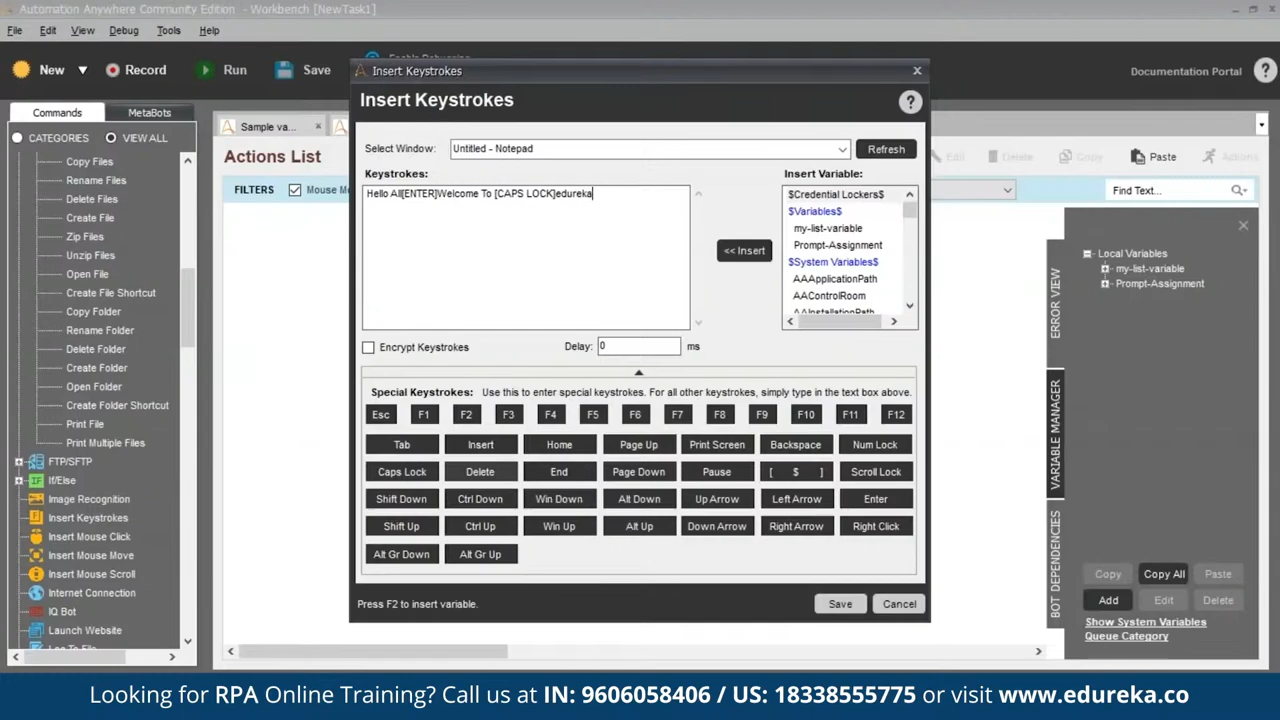 Automation Anywhere Community Edition - Workbench [NewTask1]
File Edit View Debug Tools Help
New Record Run Save Documentation Portal ?
Insert Keystrokes
Insert Keystrokes ?
Commands MetaBots
CATEGORIES VIEW ALL
Copy Files
Rename Files
Delete Files
Create File
Zip Files
Unzip Files
Open File
Create File Shortcut
Copy Folder
Rename Folder
Delete Folder
Create Folder
Open Folder
Create Folder Shortcut
Print File
Print Multiple Files
FTP/SFTP
IF If/Else
Image Recognition
Insert Keystrokes
Insert Mouse Click
Insert Mouse Move
Insert Mouse Scroll
Internet Connection
IQ Bot
Launch Website
Log To File
Sample va...
Actions List
FILTERS Mouse M
Select Window: Untitled - Notepad Refresh
Keystrokes:
Hello All[ENTER]Welcome To [CAPS LOCK]edureka
<< Insert
Insert Variable:
$Credential Lockers$
$Variables$
my-list-variable
Prompt-Assignment
$System Variables$
AAApplicationPath
AAControlRoom
AAInstallationPath
Encrypt Keystrokes Delay: 0 ms
Special Keystrokes: Use this to enter special keystrokes. For all other keystrokes, simply type in the text box above.
Esc F1 F2 F3 F4 F5 F6 F7 F8 F9 F10 F11 F12
Tab Insert Home Page Up Print Screen Backspace Num Lock
Caps Lock Delete End Page Down Pause [ $ ] Scroll Lock
Shift Down Ctrl Down Win Down Alt Down Up Arrow Left Arrow Enter
Shift Up Ctrl Up Win Up Alt Up Down Arrow Right Arrow Right Click
Alt Gr Down Alt Gr Up
Press F2 to insert variable. Save Cancel
Edit Delete Copy Paste Actions
Find Text...
ERROR VIEW
VARIABLE MANAGER
BOT DEPENDENCIES
Local Variables
my-list-variable
Prompt-Assignment
Copy Copy All Paste
Add Edit Delete
Show System Variables
Queue Category
Looking for RPA Online Training? Call us at IN: 9606058406 / US: 18338555775 or visit www.edureka.co